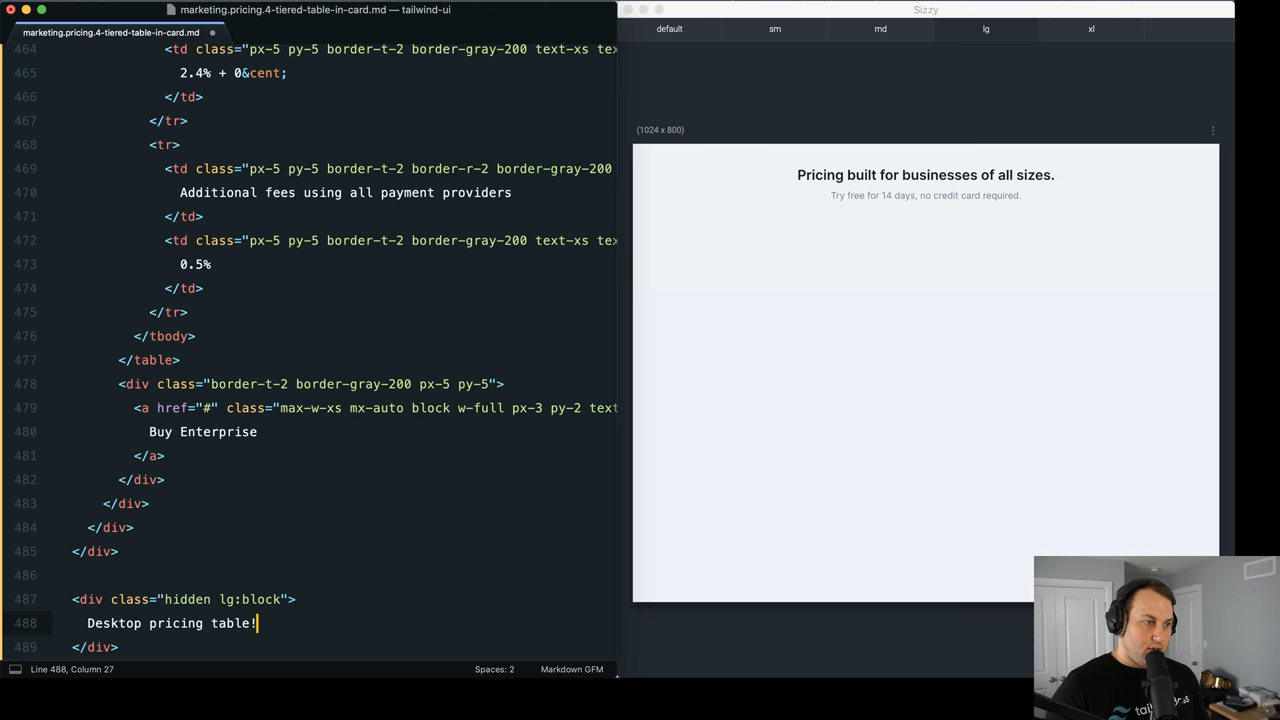 marketing.pricing.4-tiered-table-in-card.md — tailwind-ui
marketing.pricing.4-tiered-table-in-card.md
464 <td class="px-5 py-5 border-t-2 border-gray-200 text-xs tex
465 2.4% + 0&cent;
466 </td>
467 </tr>
468 <tr>
469 <td class="px-5 py-5 border-t-2 border-r-2 border-gray-200
470 Additional fees using all payment providers
471 </td>
472 <td class="px-5 py-5 border-t-2 border-gray-200 text-xs tex
473 0.5%
474 </td>
475 </tr>
476 </tbody>
477 </table>
478 <div class="border-t-2 border-gray-200 px-5 py-5">
479 <a href="#" class="max-w-xs mx-auto block w-full px-3 py-2 text
480 Buy Enterprise
481 </a>
482 </div>
483 </div>
484 </div>
485 </div>
486
487 <div class="hidden lg:block">
488 Desktop pricing table!
489 </div>
Line 488, Column 27
Spaces: 2
Markdown GFM
Sizzy
default sm md lg xl
(1024 x 800)
Pricing built for businesses of all sizes.
Try free for 14 days, no credit card required.